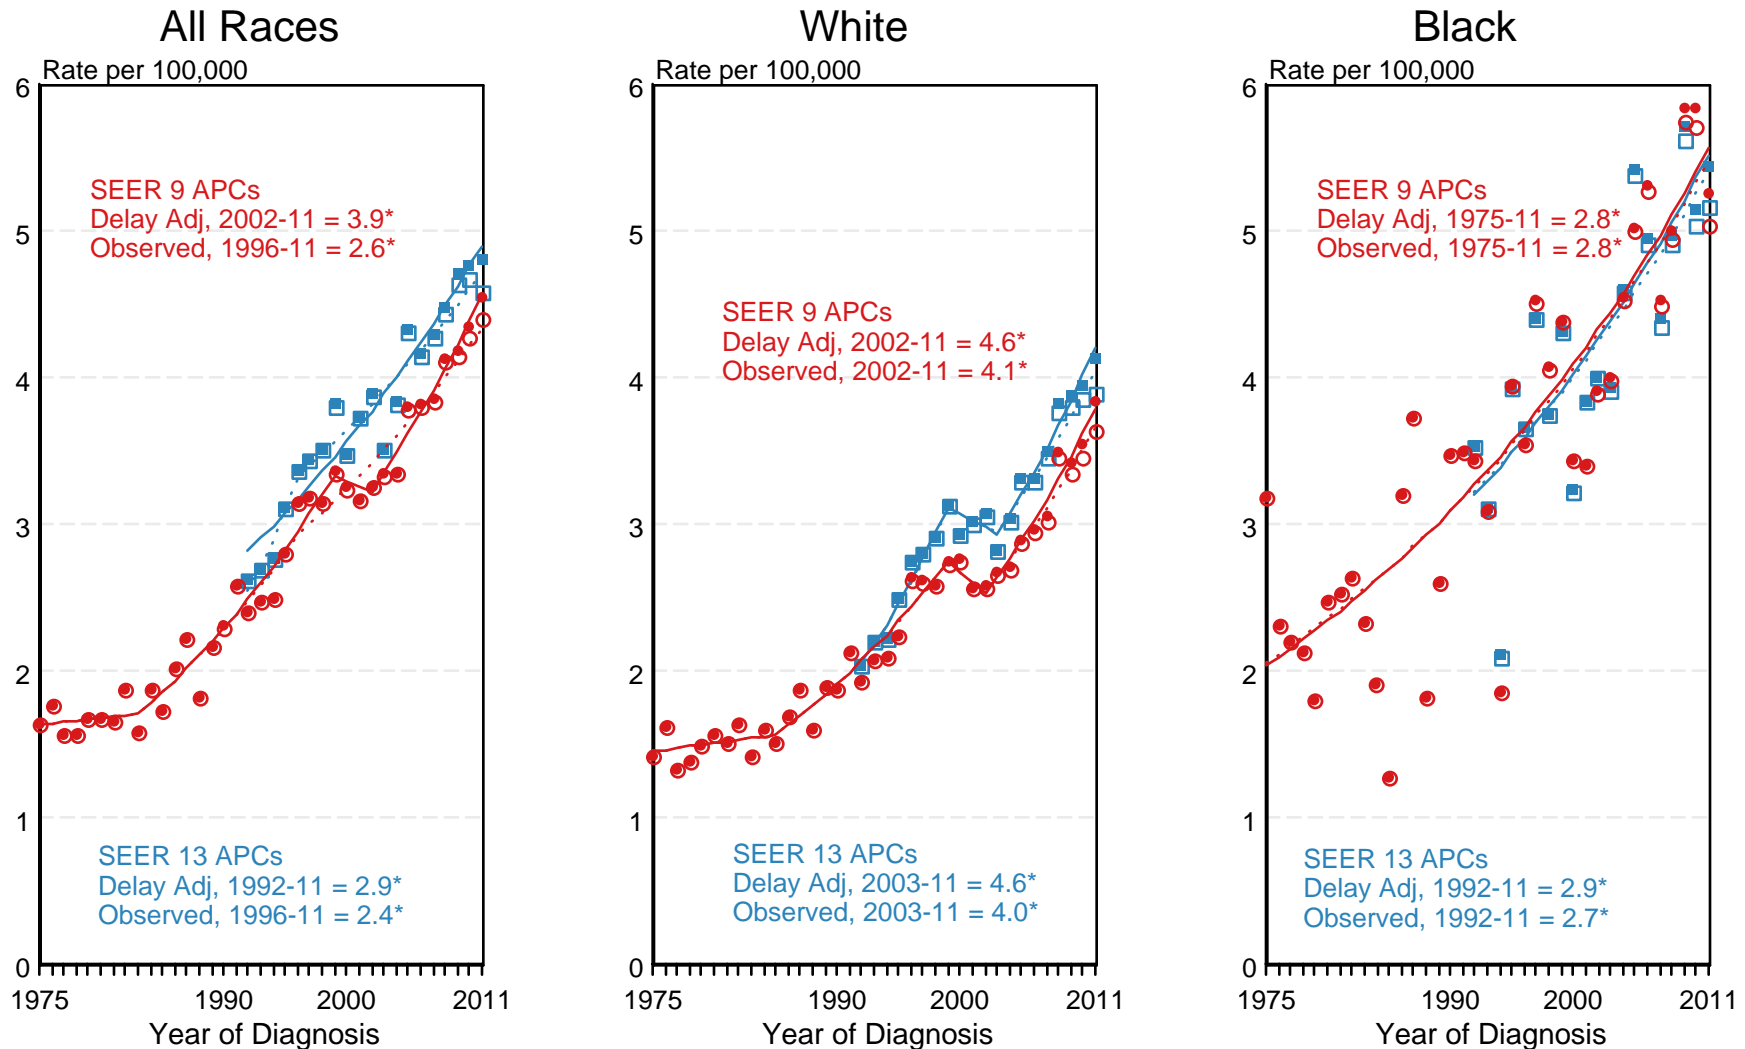 All Races
Rate per 100,000
6
5
4
3
2
1
0
SEER 9 APCs
Delay Adj, 2002-11 = 3.9*
Observed, 1996-11 = 2.6*
SEER 13 APCs
Delay Adj, 1992-11 = 2.9*
Observed, 1996-11 = 2.4*
1975 1990 2000 2011
Year of Diagnosis
White
Rate per 100,000
6
5
4
3
2
1
0
SEER 9 APCs
Delay Adj, 2002-11 = 4.6*
Observed, 2002-11 = 4.1*
SEER 13 APCs
Delay Adj, 2003-11 = 4.6*
Observed, 2003-11 = 4.0*
1975 1990 2000 2011
Year of Diagnosis
Black
Rate per 100,000
6
5
4
3
2
1
0
SEER 9 APCs
Delay Adj, 1975-11 = 2.8*
Observed, 1975-11 = 2.8*
SEER 13 APCs
Delay Adj, 1992-11 = 2.9*
Observed, 1992-11 = 2.7*
1975 1990 2000 2011
Year of Diagnosis